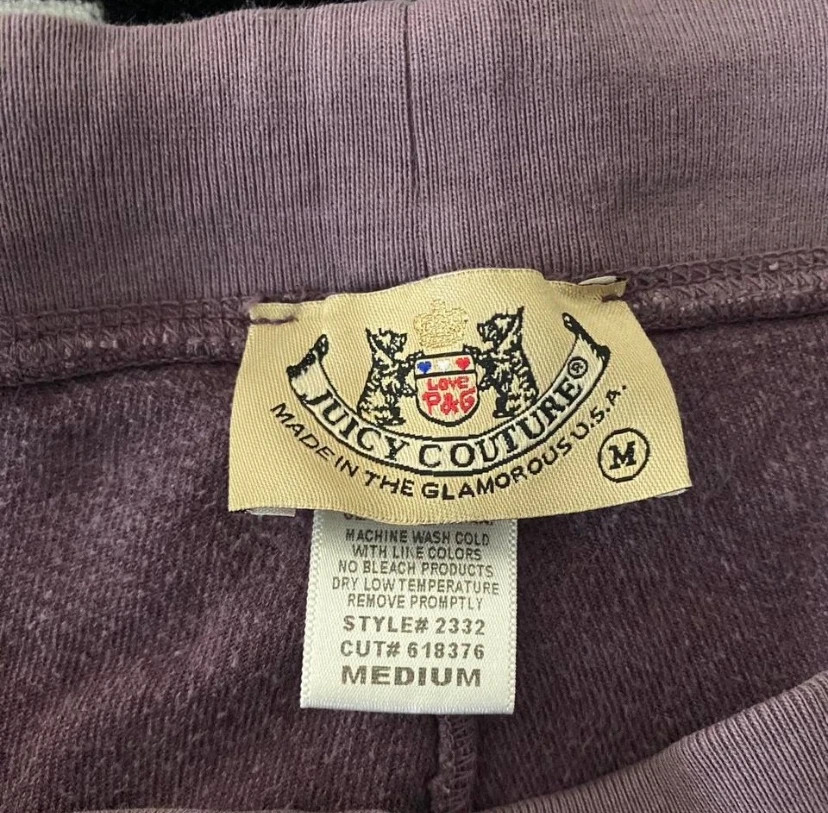 LOVE
P&G
JUICY COUTURE®
MADE IN THE GLAMOROUS U.S.A.
M
MACHINE WASH COLD
WITH LIKE COLORS
NO BLEACH PRODUCTS
DRY LOW TEMPERATURE
REMOVE PROMPTLY
STYLE# 2332
CUT# 618376
MEDIUM